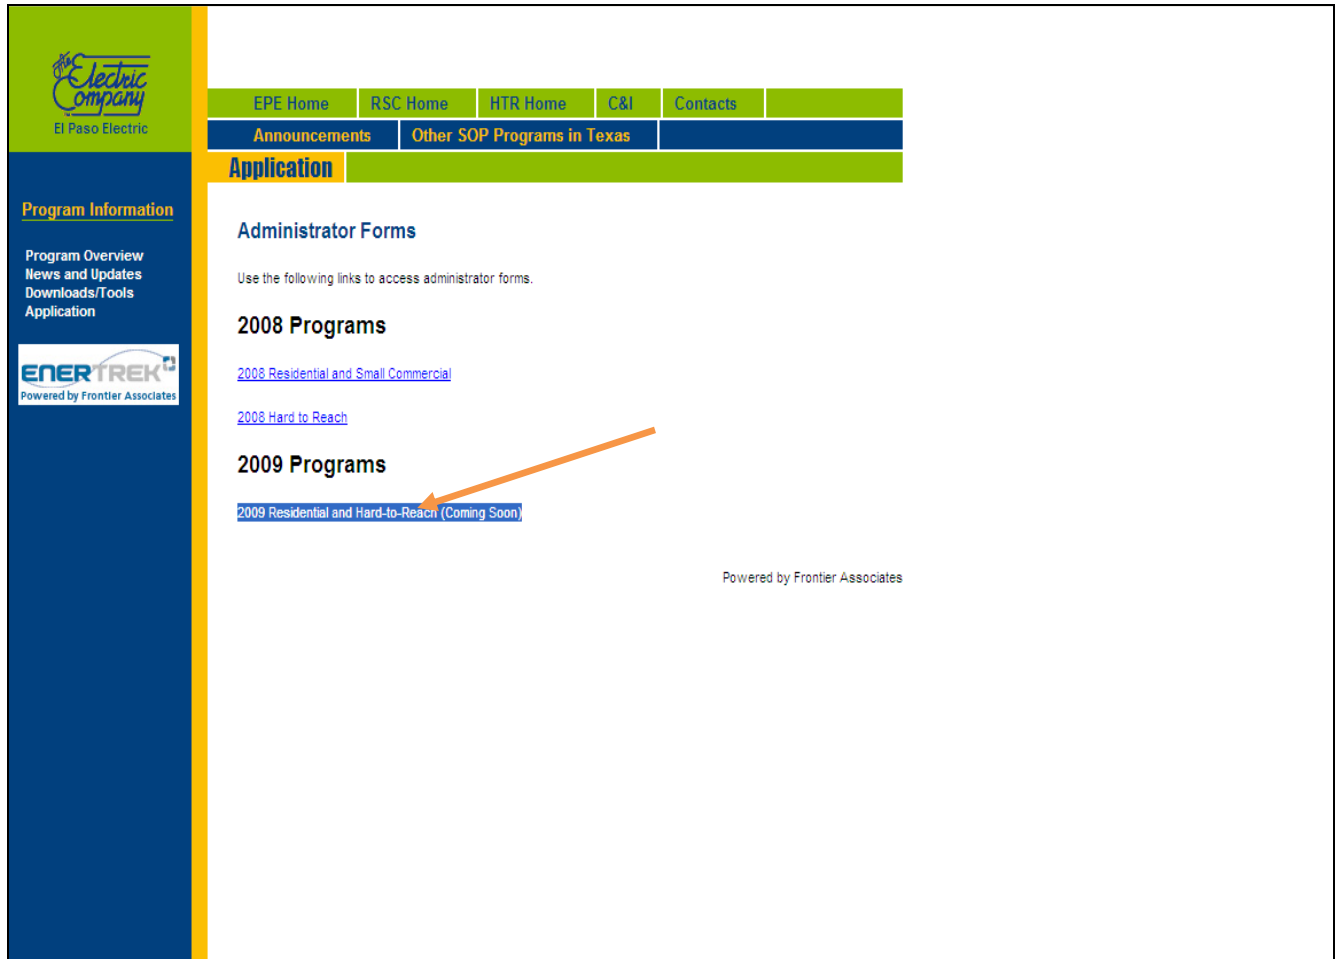 The
Electric
Company
El Paso Electric
EPE Home RSC Home HTR Home C&I Contacts
Announcements Other SOP Programs in Texas
Application
Program Information
Program Overview
News and Updates
Downloads/Tools
Application
ENERTREK
Powered by Frontier Associates
Administrator Forms
Use the following links to access administrator forms.
2008 Programs
2008 Residential and Small Commercial
2008 Hard to Reach
2009 Programs
2009 Residential and Hard-to-Reach (Coming Soon)
Powered by Frontier Associates